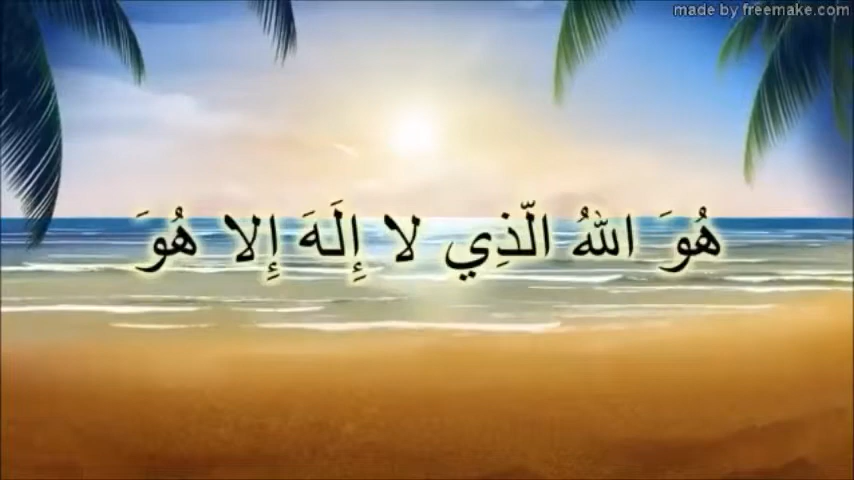 made by freemake.com
هُوَ اللهُ الَّذِي لا إِلَهَ إِلا هُوَ